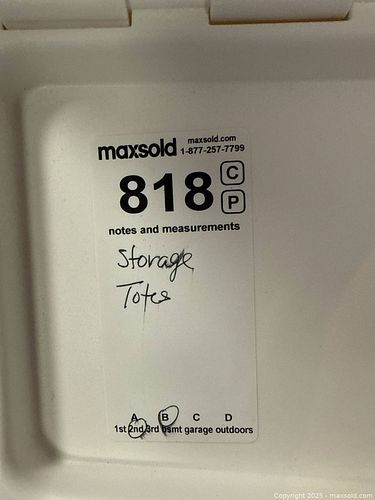 maxsold maxsold.com
1-877-257-7799
818 C
P
notes and measurements
Storage
Totes
A B C D
1st 2nd 3rd bsmt garage outdoors
Copyright 2025 - maxsold.com